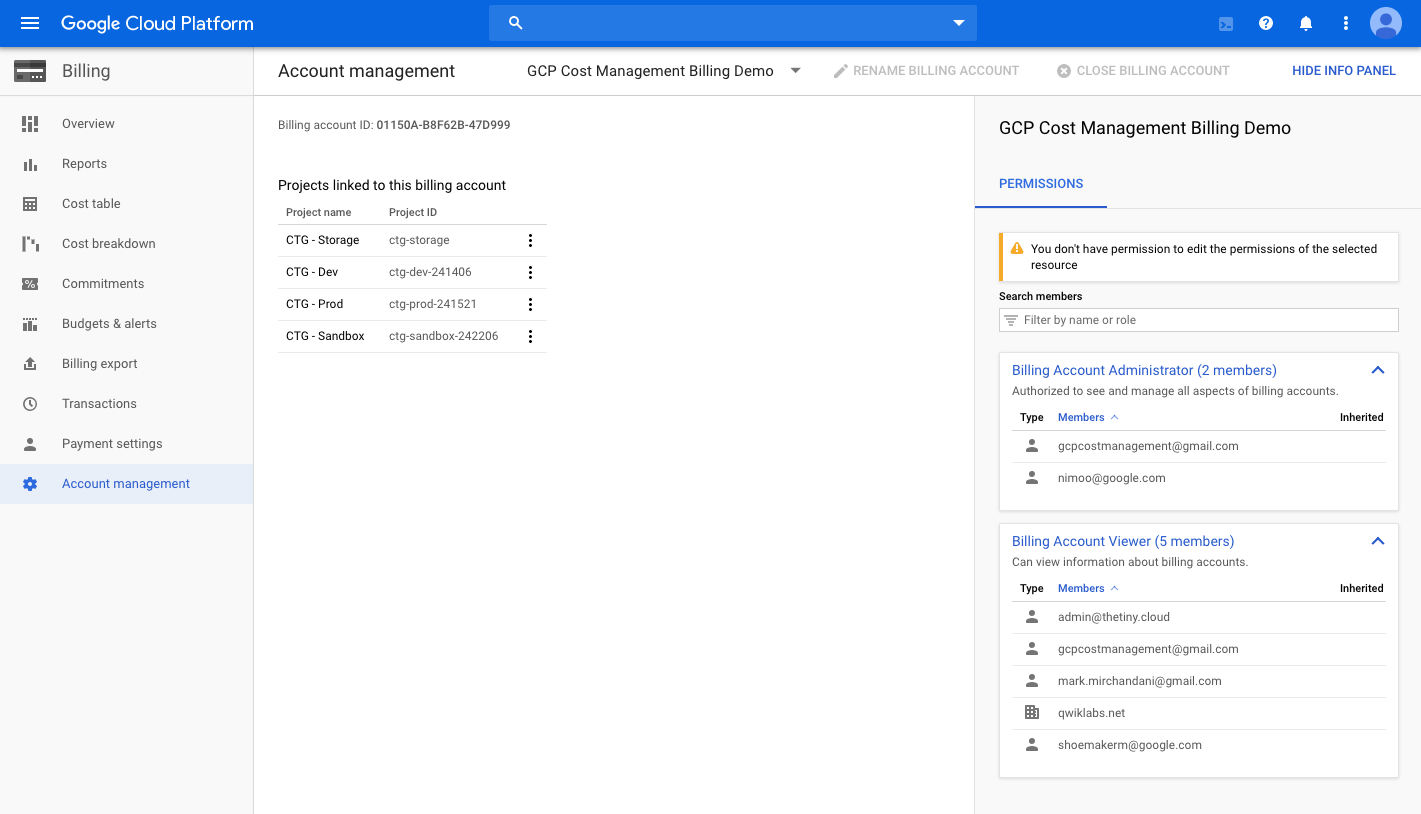 Google Cloud Platform
Billing
Account management
GCP Cost Management Billing Demo
RENAME BILLING ACCOUNT
CLOSE BILLING ACCOUNT
HIDE INFO PANEL
Overview
Reports
Cost table
Cost breakdown
Commitments
Budgets & alerts
Billing export
Transactions
Payment settings
Account management
Billing account ID: 01150A-B8F62B-47D999
Projects linked to this billing account
Project name Project ID
CTG - Storage ctg-storage
CTG - Dev ctg-dev-241406
CTG - Prod ctg-prod-241521
CTG - Sandbox ctg-sandbox-242206
GCP Cost Management Billing Demo
PERMISSIONS
You don't have permission to edit the permissions of the selected
resource
Search members
Filter by name or role
Billing Account Administrator (2 members)
Authorized to see and manage all aspects of billing accounts.
Type Members Inherited
gcpcostmanagement@gmail.com
nimoo@google.com
Billing Account Viewer (5 members)
Can view information about billing accounts.
Type Members Inherited
admin@thetiny.cloud
gcpcostmanagement@gmail.com
mark.mirchandani@gmail.com
qwiklabs.net
shoemakerm@google.com